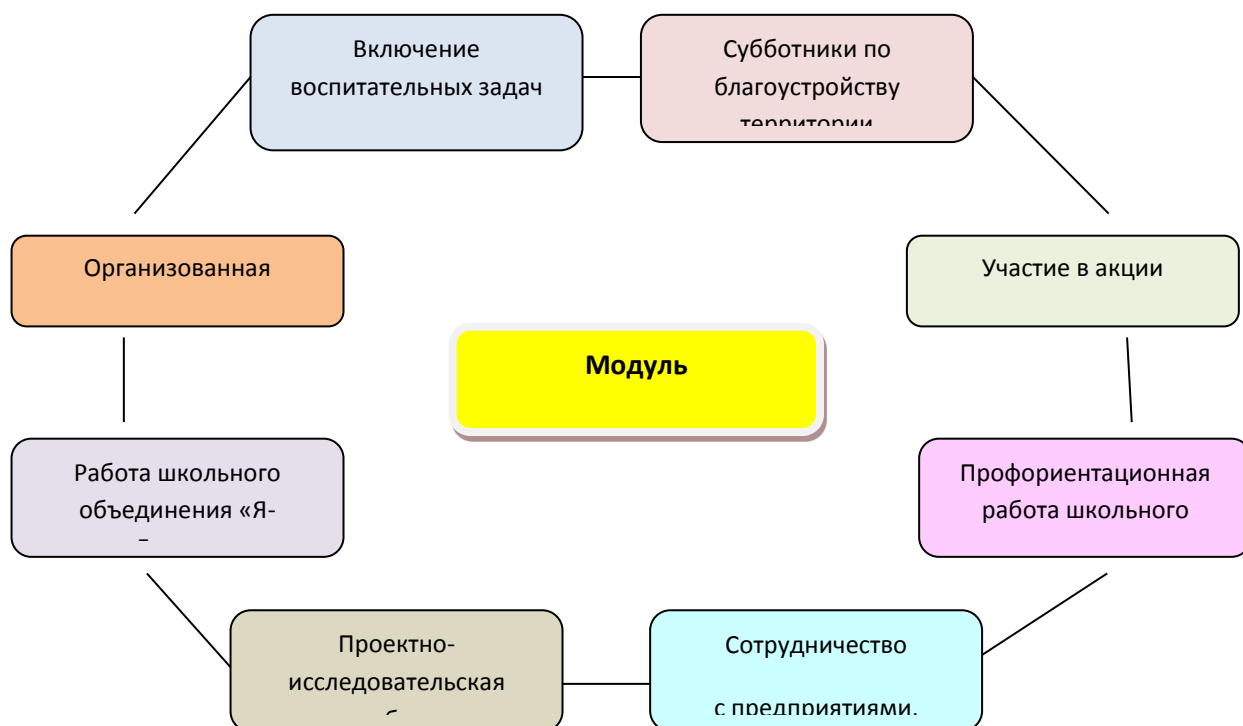 Включение
воспитательных задач
Субботники по
благоустройству
территории
Организованная
Участие в акции
Модуль
Работа школьного
объединения «Я-
Профориентационная
работа школьного
Проектно-
исследовательская
Сотрудничество
с предприятиями.